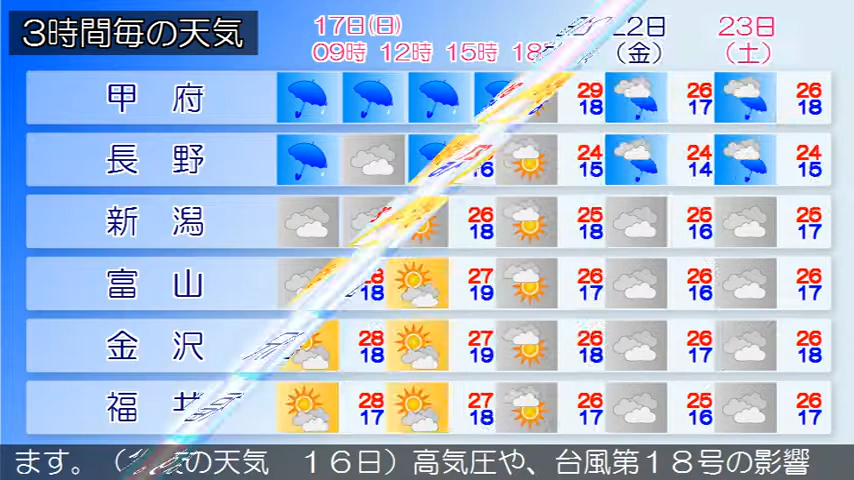 3時間毎の天気
17日(日) 22日 23日
09時 12時 15時 18 (金) (土)
甲府 29 18 26 17 26 18
長野 16 24 15 24 14 24 15
新潟 26 18 25 18 25 16 26 17
富山 28 18 27 19 26 17 26 16 26 17
金沢 28 18 27 19 26 18 26 17 26 18
福井 28 17 27 18 26 17 25 16 26 17
ます。 の天気 16日）高気圧や、台風第18号の影響